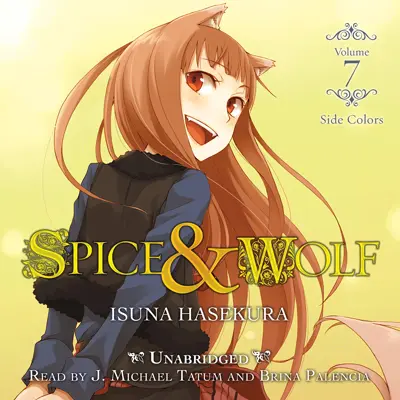 Volume
7
Side Colors
SPICE & WOLF
ISUNA HASEKURA
UNABRIDGED
READ BY J. MICHAEL TATUM AND BRINA PALENCIA